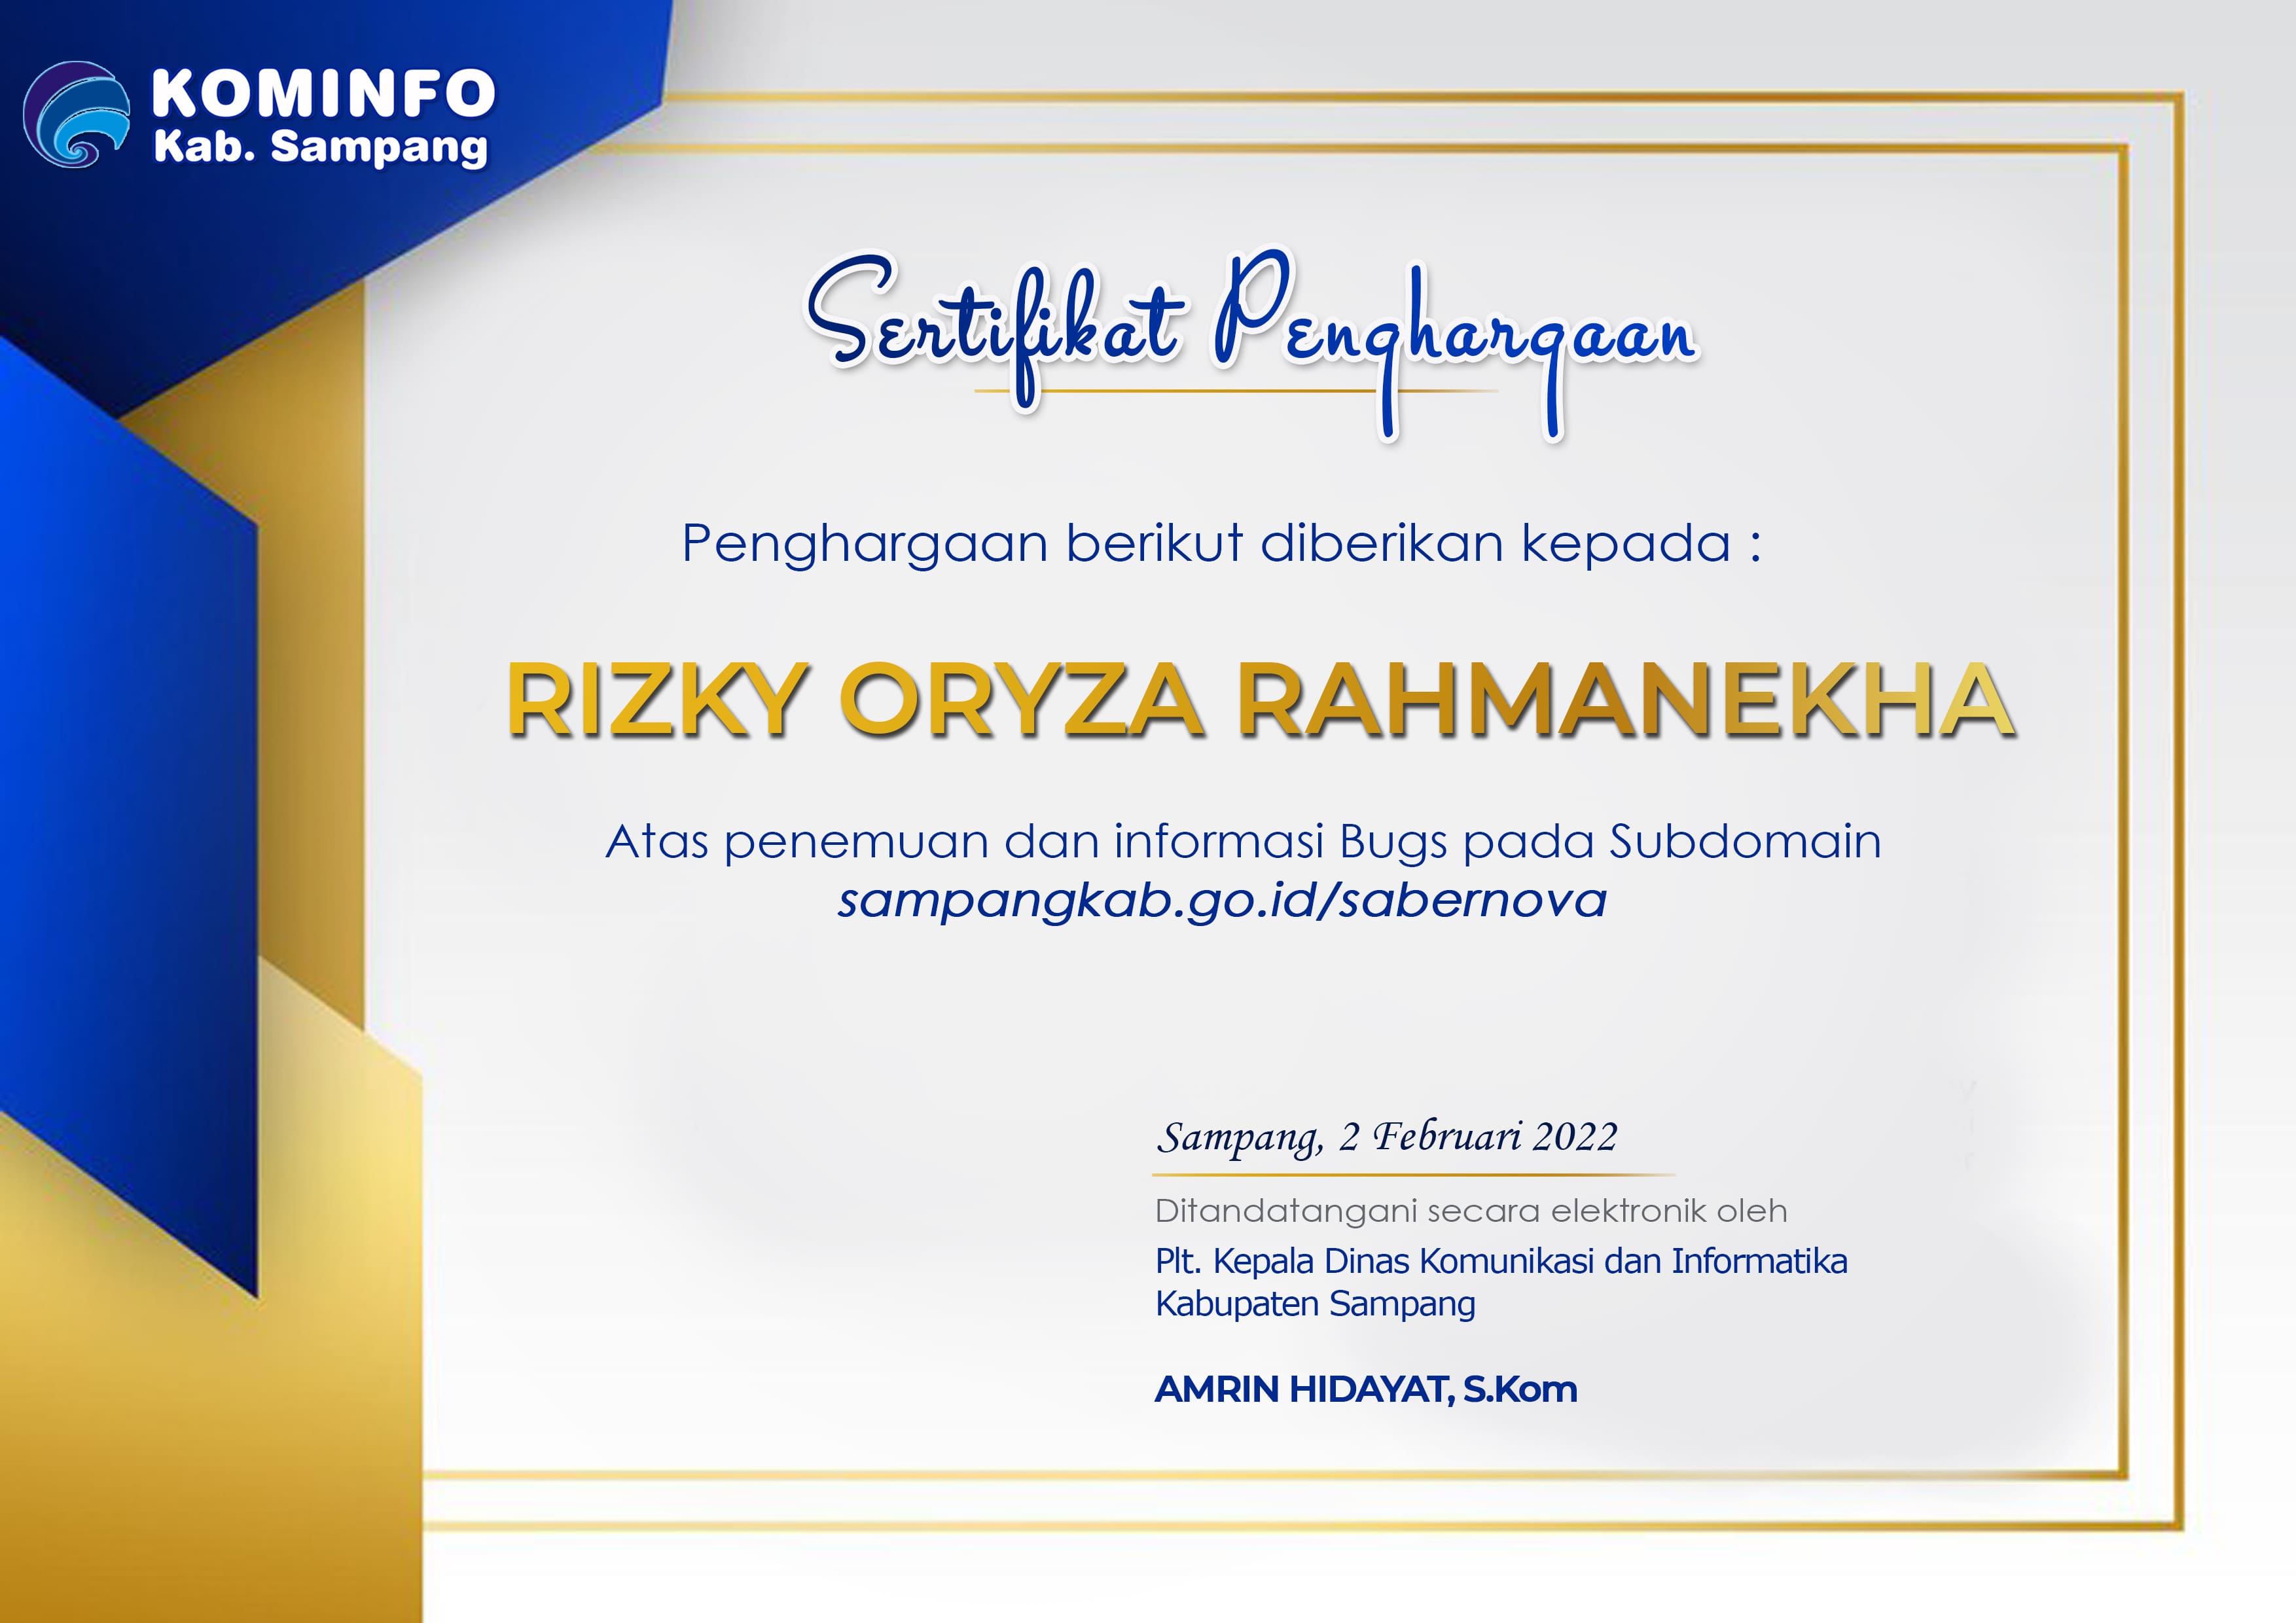 KOMINFO
Kab. Sampang
Sertifikat Penghargaan
Penghargaan berikut diberikan kepada :
RIZKY ORYZA RAHMANEKHA
Atas penemuan dan informasi Bugs pada Subdomain
sampangkab.go.id/sabernova
Sampang, 2 Februari 2022
Ditandatangani secara elektronik oleh
Plt. Kepala Dinas Komunikasi dan Informatika
Kabupaten Sampang
AMRIN HIDAYAT, S.Kom